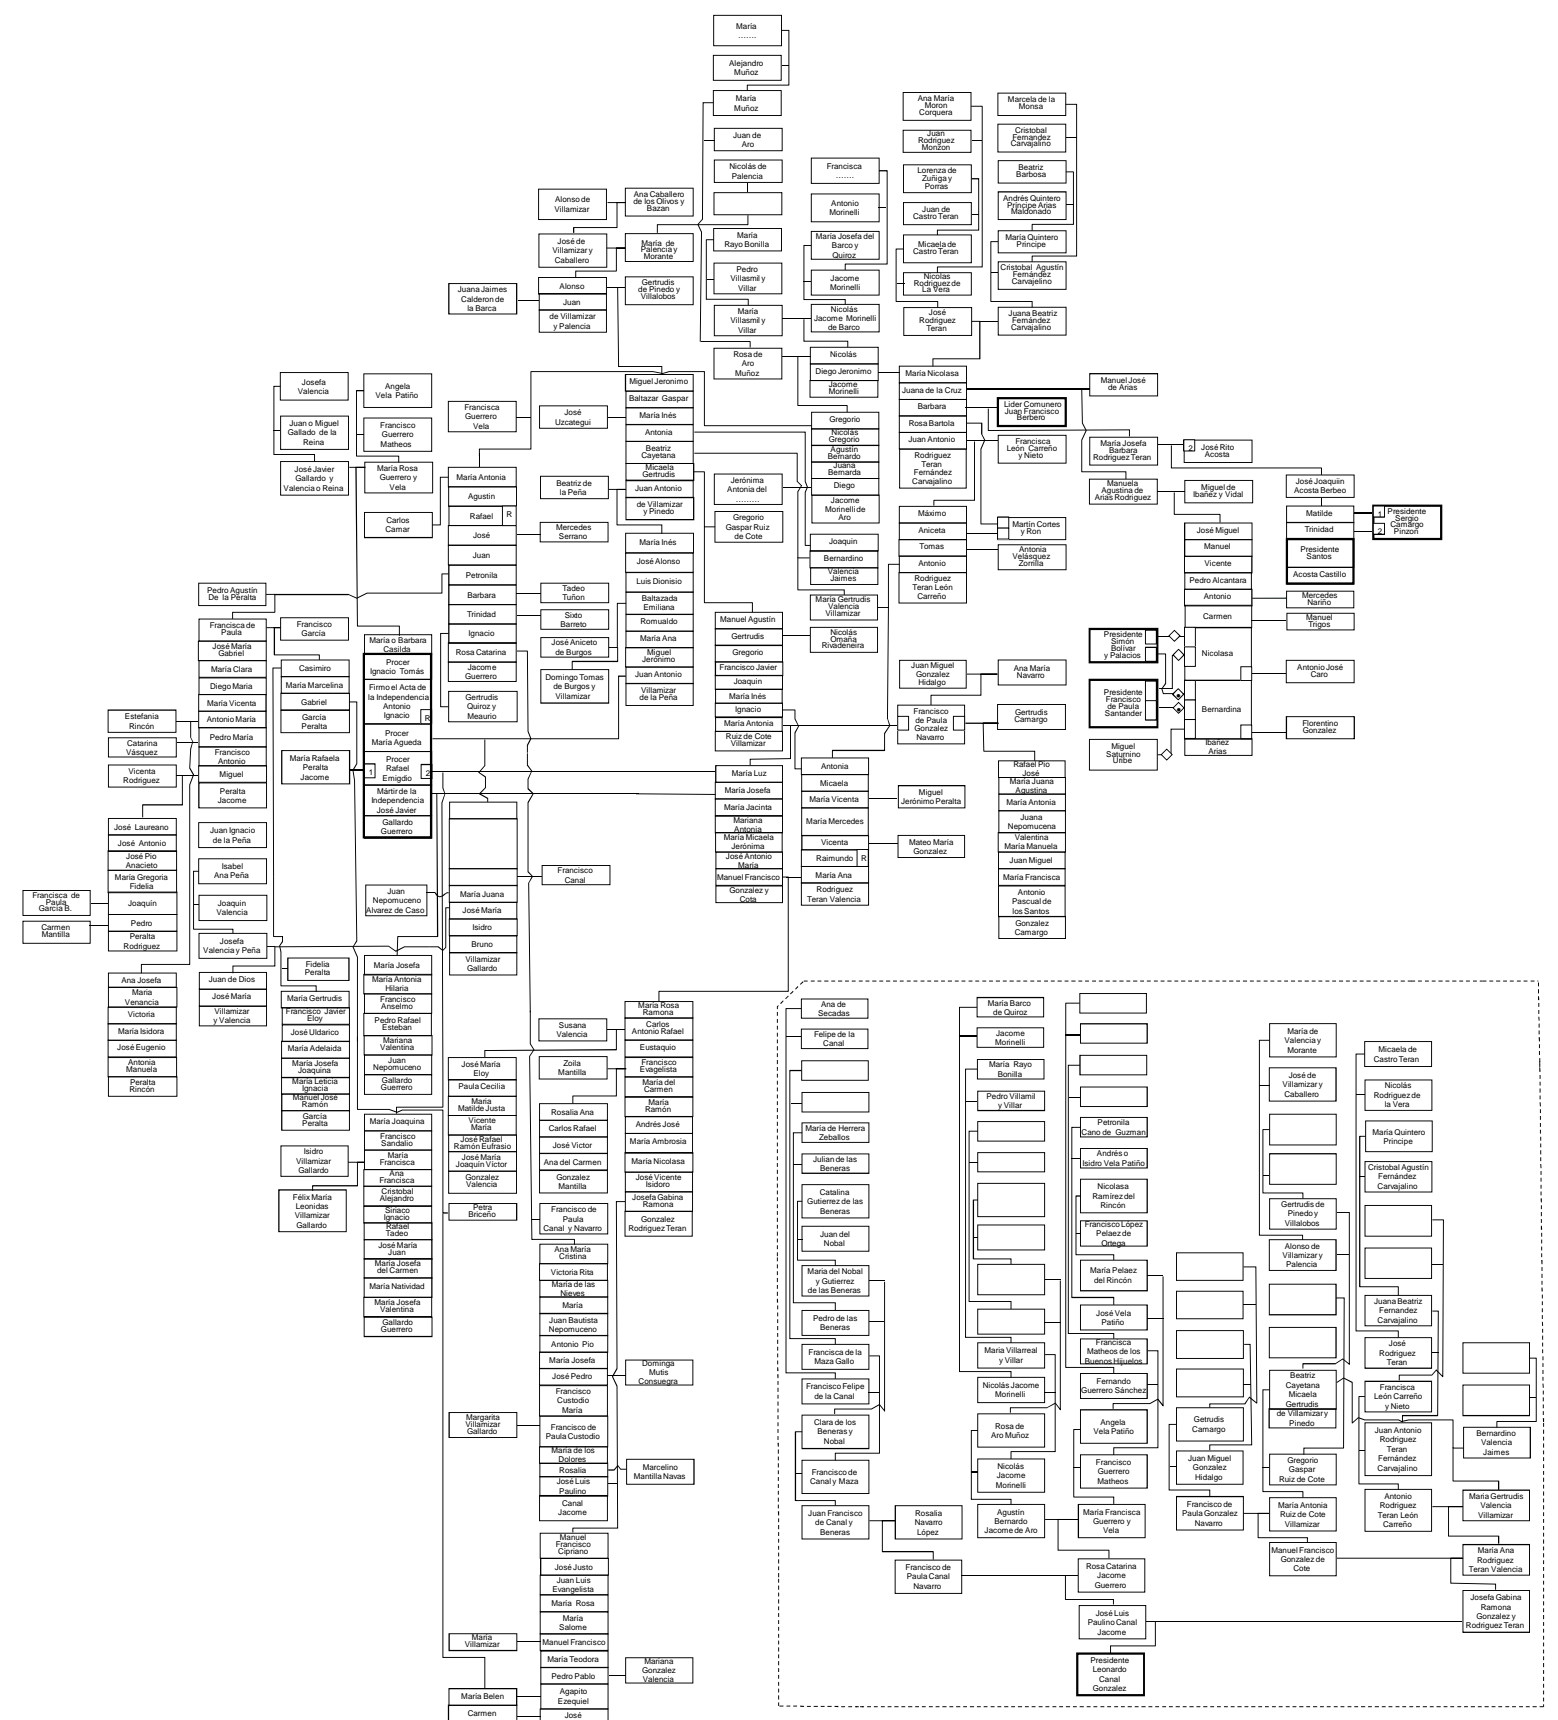 María
.......
Alejandro
Muñoz
María
Muñoz
Juan de
Aro
Nicolás de
Palencia
María
Rayo Bonilla
Pedro
Villasmil y
Villar
María
Villasmil y
Villar
Rosa de
Aro
Muñoz
Francisca
.......
Antonio
Morinelli
María Josefa del
Barco y
Quiroz
Jacome
Morinelli
Nicolás
Jacome Morinelli
de Barco
Nicolás
Diego Jeronimo
Jacome
Morinelli
Ana María
Moron
Corquera
Juan
Rodriguez
Monzon
Lorenza de
Zuñiga y
Porras
Juan de
Castro Teran
Micaela de
Castro Teran
Nicolas
Rodriguez de
La Vera
José
Rodriguez
Teran
Marcela de la
Monsa
Cristobal
Fernandez
Carvajalino
Beatriz
Barbosa
Andrés Quintero
Principe Arias
Maldonado
María Quintero
Principe
Cristobal Agustín
Fernández
Carvajelino
Juana Beatriz
Fernández
Carvajalino
Alonso de
Villamizar
Ana Caballero
de los Olivos y
Bazan
José de
Villamizar y
Caballero
María de
Palencia y
Morante
Juana Jaimes
Calderon de
la Barca
Alonso
Juan
de Villamizar
y Palencia
Gertrudis
de Pinedo y
Villalobos
Josefa
Valencia
Angela
Vela Patiño
Juan o Miguel
Gallado de la
Reina
Francisco
Guerrero
Matheos
José Javier
Gallardo y
Valencia o Reina
María Rosa
Guerrero y
Vela
Francisca
Guerrero
Vela
José
Uzcategui
Miguel Jeronimo
Baltazar Gaspar
María Inés
Antonia
Beatriz
Cayetana
Micaela
Gertrudis
Juan Antonio
de Villamizar
y Pinedo
Gregorio
Nicolás
Gregorio
Agustín
Bernardo
Juana
Bernarda
Diego
Jacome
Morinelli de
Aro
María Nicolasa
Juana de la Cruz
Barbara
Rosa Bartola
Juan Antonio
Rodriguez
Teran
Fernández
Carvajalino
Manuel José
de Arias
Lider Comunero
Juan Francisco
Berbero
Francisca
León Carreño
y Nieto
María Josefa
Barbara
Rodriguez Teran
2
José Rito
Acosta
Manuela
Agustina de
Arias Rodriguez
Miguel de
Ibañez y Vidal
José Joaquiin
Acosta Berbeo
Matilde
Trinidad
Presidente
Santos
Acosta Castillo
1
2
Presidente
Sergio
Camargo
Pinzon
Carlos
Camar
María Antonia
Agustin
Rafael
R
José
Juan
Petronila
Barbara
Trinidad
Ignacio
Rosa Catarina
Jacome
Guerrero
Beatriz de
la Peña
Mercedes
Serrano
Tadeo
Tuñon
Sixto
Barreto
José Aniceto
de Burgos
Domingo Tomas
de Burgos y
Villamizar
Gertrudis
Quiroz y
Meaurio
María Inés
José Alonso
Luis Dionisio
Baltazada
Emiliana
Romualdo
María Ana
Miguel
Jerónimo
Juan Antonio
Villamizar
de la Peña
Jerónima
Antonia del
.........
Gregorio
Gaspar Ruiz
de Cote
Joaquin
Bernardino
Valencia
Jaimes
María Gertrudis
Valencia
Villamizar
Máximo
Aniceta
Tomas
Antonio
Rodriguez
Teran León
Carreño
Martín Cortes
y Ron
Antonia
Velásquez
Zorrilla
José Miguel
Manuel
Vicente
Pedro Alcantara
Antonio
Carmen
Nicolasa
Bernardina
Ibañez
Arias
Mercedes
Nariño
Manuel
Trigos
Antonio José
Caro
Florentino
Gonzalez
Presidente
Simón
Bolívar
y Palacios
Presidente
Francisco
de Paula
Santander
Miguel
Saturnino
Uribe
Pedro Agustín
De la Peralta
Francisca de
Paula
José María
Gabriel
María Clara
Diego Maria
María Vicenta
Antonio María
Pedro María
Francisco
Antonio
Miguel
Peralta
Jacome
Francisco
García
Casimiro
María Marcelina
Gabriel
García
Peralta
María Rafaela
Peralta
Jacome
María o Barbara
Casilda
Procer
Ignacio Tomás
Firmo el Acta de
la Independencia
Antonio
Ignacio
R
Procer
María Agueda
Procer
Rafael
Emigdio
1
2
Mártir de la
Independencia
José Javier
Gallardo
Guerrero
Estefania
Rincón
Catarina
Vásquez
Vicenta
Rodriguez
Manuel Agustín
Gertrudis
Gregorio
Francisco Javier
Joaquin
María Inés
Ignacio
María Antonia
Ruiz de Cote
Villamizar
Nicolas
Omaña
Rivadeneira
Juan Miguel
Gonzalez
Hidalgo
Ana María
Navarro
Francisco
de Paula
Gonzalez
Navarro
Gertrudis
Camargo
María Luz
María Josefa
María Jacinta
Mariana
Antonia
María Micaela
Jerónima
José Antonio
María
Manuel Francisco
Gonzalez y
Cota
Antonia
Micaela
María Vicenta
María Mercedes
Vicenta
Raimundo
R
María Ana
Rodriguez
Teran Valencia
Miguel
Jerónimo Peralta
Mateo María
Gonzalez
Rafael Pio
José
María Juana
Agustina
María Antonia
Juana
Nepomucena
Valentina
María Manuela
Juan Miguel
María Francisca
Antonio
Pascual de
los Santos
Gonzalez
Camargo
José Laureano
José Antonio
José Pio
Anacieto
María Gregoria
Fidelia
Joaquín
Pedro
Peralta
Rodriguez
Francisca de
Paula
García B.
Carmen
Mantilla
Juan Ignacio
de la Peña
Isabel
Ana Peña
Joaquin
Valencia
Josefa
Valencia y Peña
Juan
Nepomuceno
Alvarez de Caso
Francisco
Canal
María Juana
José María
Isidro
Bruno
Villamizar
Gallardo
Ana Josefa
Maria
Venancia
Victoria
María Isidora
José Eugenio
Antonia
Manuela
Peralta
Rincón
Juan de Dios
José María
Villamizar
y Valencia
Fidelia
Peralta
María Gertrudis
Francisco Javier
Eloy
José Uldarico
María Adelaida
María Josefa
Joaquina
María Leticia
Ignacia
Manuel José
Ramón
García
Peralta
María Josefa
María Antonia
Hilaria
Francisco
Anselmo
Pedro Rafael
Esteban
Mariana
Valentina
Juan
Nepomuceno
Gallardo
Guerrero
María Joaquina
Francisco
Sandalio
María
Francisca
Ana
Francisca
Cristobal
Alejandro
Siriaco
Ignacio
Rafael
Tadeo
José María
Juan
María Josefa
del Carmen
María Natividad
María Josefa
Valentina
Gallardo
Guerrero
Isidro
Villamizar
Gallardo
Félix María
Leonidas
Villamizar
Gallardo
José María
Eloy
Paula Cecilia
Maria
Matilde Justa
Vicente
María
José Rafael
Ramón Eufrasio
José María
Joaquín Víctor
Gonzalez
Valencia
Petra
Briceño
Susana
Valencia
Zoila
Mantilla
Rosalia Ana
Carlos Rafael
José Victor
Ana del Carmen
Gonzalez
Mantilla
Francisco de
Paula
Canal y Navarro
María Rosa
Ramona
Carlos
Antonio Rafael
Eustaquio
Francisco
Evagelista
María del
Carmen
María
Ramón
Andrés José
María Ambrosia
María Nicolasa
José Vicente
Isidoro
Josefa Gabina
Ramona
Gonzalez
Rodriguez Teran
Ana María
Cristina
Victoria Rita
María de las
Nieves
María
Juan Bautista
Nepomuceno
Antonio Pio
María Josefa
José Pedro
Francisco
Custodio
María
Francisco de
Paula Custodio
María de los
Dolores
Rosalia
José Luis
Paulino
Canal
Jacome
Dominga
Mutis
Consuegra
Margarita
Villamizar
Gallardo
Marcelino
Mantilla Navas
Manuel
Francisco
Cipriano
José Justo
Juan Luis
Evangelista
María Rosa
María
Salome
Manuel Francisco
María Teodora
Pedro Pablo
Agapito
Ezequiel
José
María
Villamizar
Mariana
Gonzalez
Valencia
María Belen
Carmen
Ana de
Secadas
Felipe de la
Canal
María de Herrera
Zeballos
Julian de las
Beneras
Catalina
Gutierrez de las
Beneras
Juan del
Nobal
Maria del Nobal
y Gutierrez
de las Beneras
Pedro de las
Beneras
Francisca de la
Maza Gallo
Francisco Felipe
de la Canal
Clara de los
Beneras y
Nobal
Francisco de
Canal y Maza
Juan Francisco
de Canal y
Beneras
Rosalia
Navarro
López
Francisco de
Paula Canal
Navarro
María Barco
de Quiroz
Jacome
Morinelli
María Rayo
Bonilla
Pedro Villamil
y Villar
Maria Villarreal
y Villar
Nicolás Jacome
Morinelli
Rosa de
Aro Muñoz
Nicolás
Jacome
Morinelli
Agustín
Bernardo
Jacome de Aro
Petronila
Cano de Guzman
Andrés o
Isidro Vela Patiño
Nicolasa
Ramírez del
Rincón
Francisco López
Pelaez de
Ortega
María Pelaez
del Rincón
José Vela
Patiño
Francisca
Matheos de los
Buenos Hijuelos
Fernando
Guerrero Sánchez
Angela
Vela Patiño
Francisco
Guerrero
Matheos
María Francisca
Guerrero y
Vela
Rosa Catarina
Jacome
Guerrero
José Luis
Paulino Canal
Jacome
Presidente
Leonardo
Canal
Gonzalez
Getrudis
Camargo
Juan Miguel
Gonzalez
Hidalgo
Francisco de
Paula Gonzalez
Navarro
María de
Valencia y
Morante
José de
Villamizar y
Caballero
Gertrudis de
Pinedo y
Villalobos
Alonso de
Villamizar y
Palencia
Beatriz
Cayetana
Micaela
Gertrudis
de Villamizar y
Pinedo
Gregorio
Gaspar
Ruiz de Cote
María Antonia
Ruiz de Cote
Villamizar
Manuel Francisco
Gonzalez de
Cote
Micaela de
Castro Teran
Nicolás
Rodriguez de
la Vera
María Quintero
Principe
Cristobal Agustín
Fernández
Carvajalino
Juana Beatriz
Fernandez
Carvajalino
José
Rodriguez
Teran
Francisca
León Carreño
y Nieto
Juan Antonio
Rodriguez
Teran
Fernández
Carvajalino
Antonio
Rodriguez
Teran León
Carreño
Bernardino
Valencia
Jaimes
Maria Gertrudis
Valencia
Villamizar
María Ana
Rodriguez
Teran Valencia
Josefa Gabina
Ramona
Gonzalez y
Rodriguez Teran